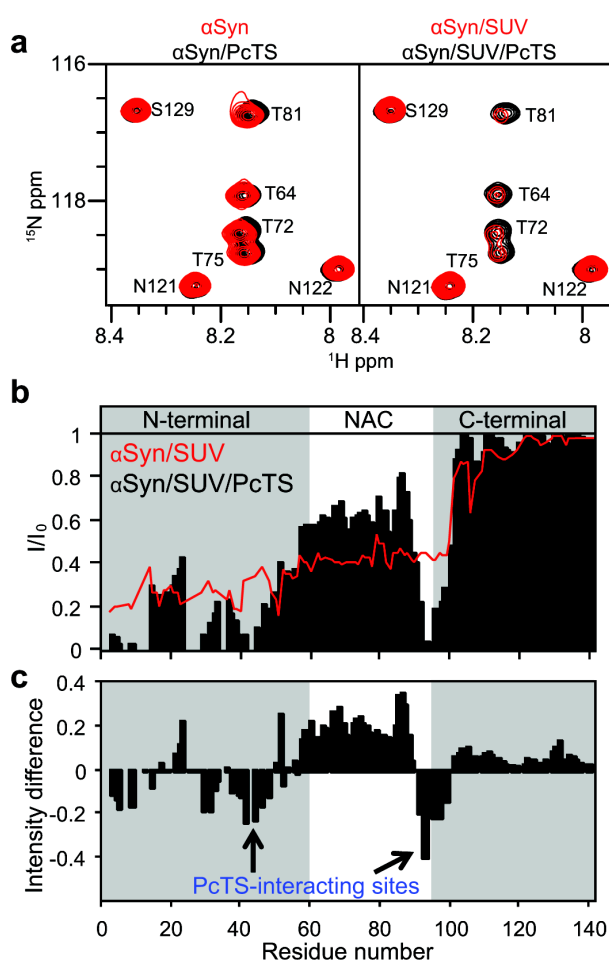 a
αSyn
αSyn/PcTS
αSyn/SUV
αSyn/SUV/PcTS
116
118
¹⁵N ppm
S129
T81
T64
T72
T75
N121
N122
S129
T81
T64
T72
T75
N121
N122
8.4 8.2 8
8.4 8.2 8
¹H ppm
b
N-terminal NAC C-terminal
αSyn/SUV
αSyn/SUV/PcTS
1
0.8
0.6
0.4
0.2
0
I/I₀
c
0.4
0.2
0
-0.2
-0.4
Intensity difference
PcTS-interacting sites
0 20 40 60 80 100 120 140
Residue number